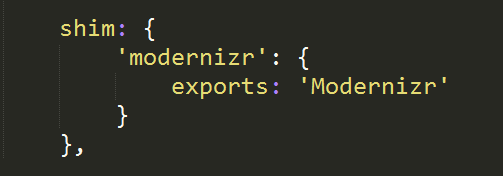 shim: {
    'modernizr': {
        exports: 'Modernizr'
    }
},